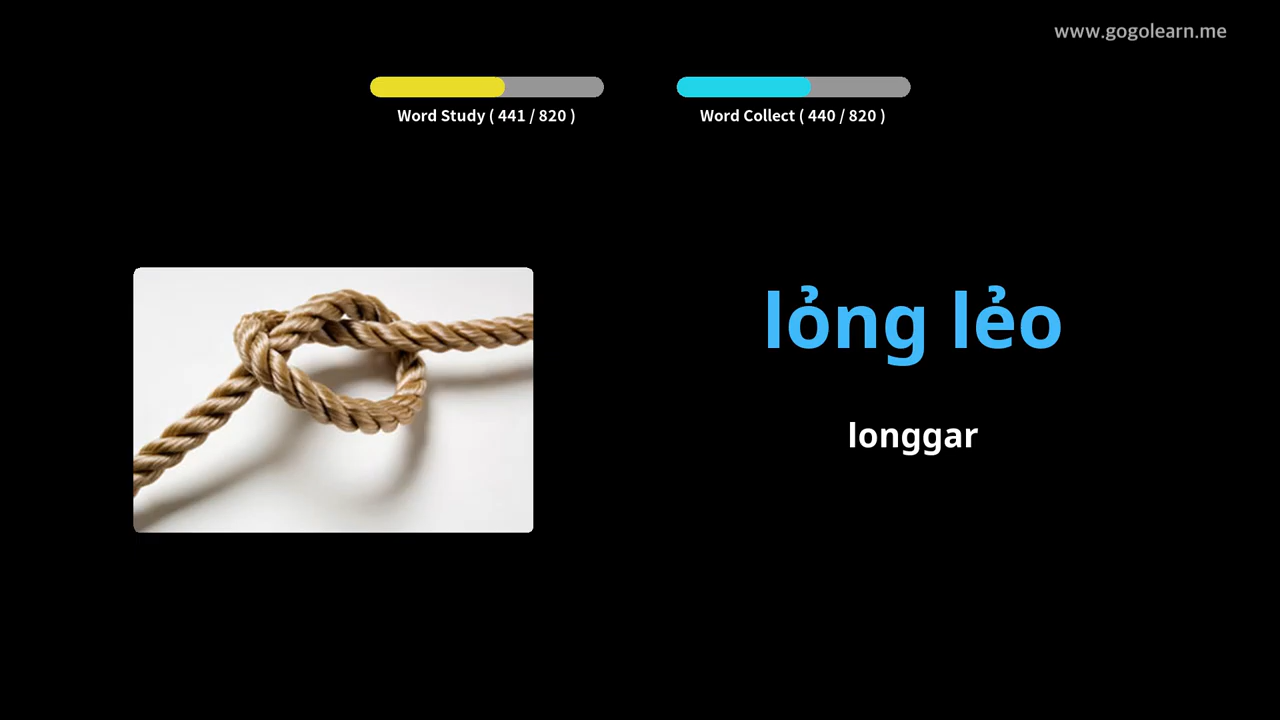 www.gogolearn.me
Word Study ( 441 / 820 )
Word Collect ( 440 / 820 )
lỏng lẻo
longgar